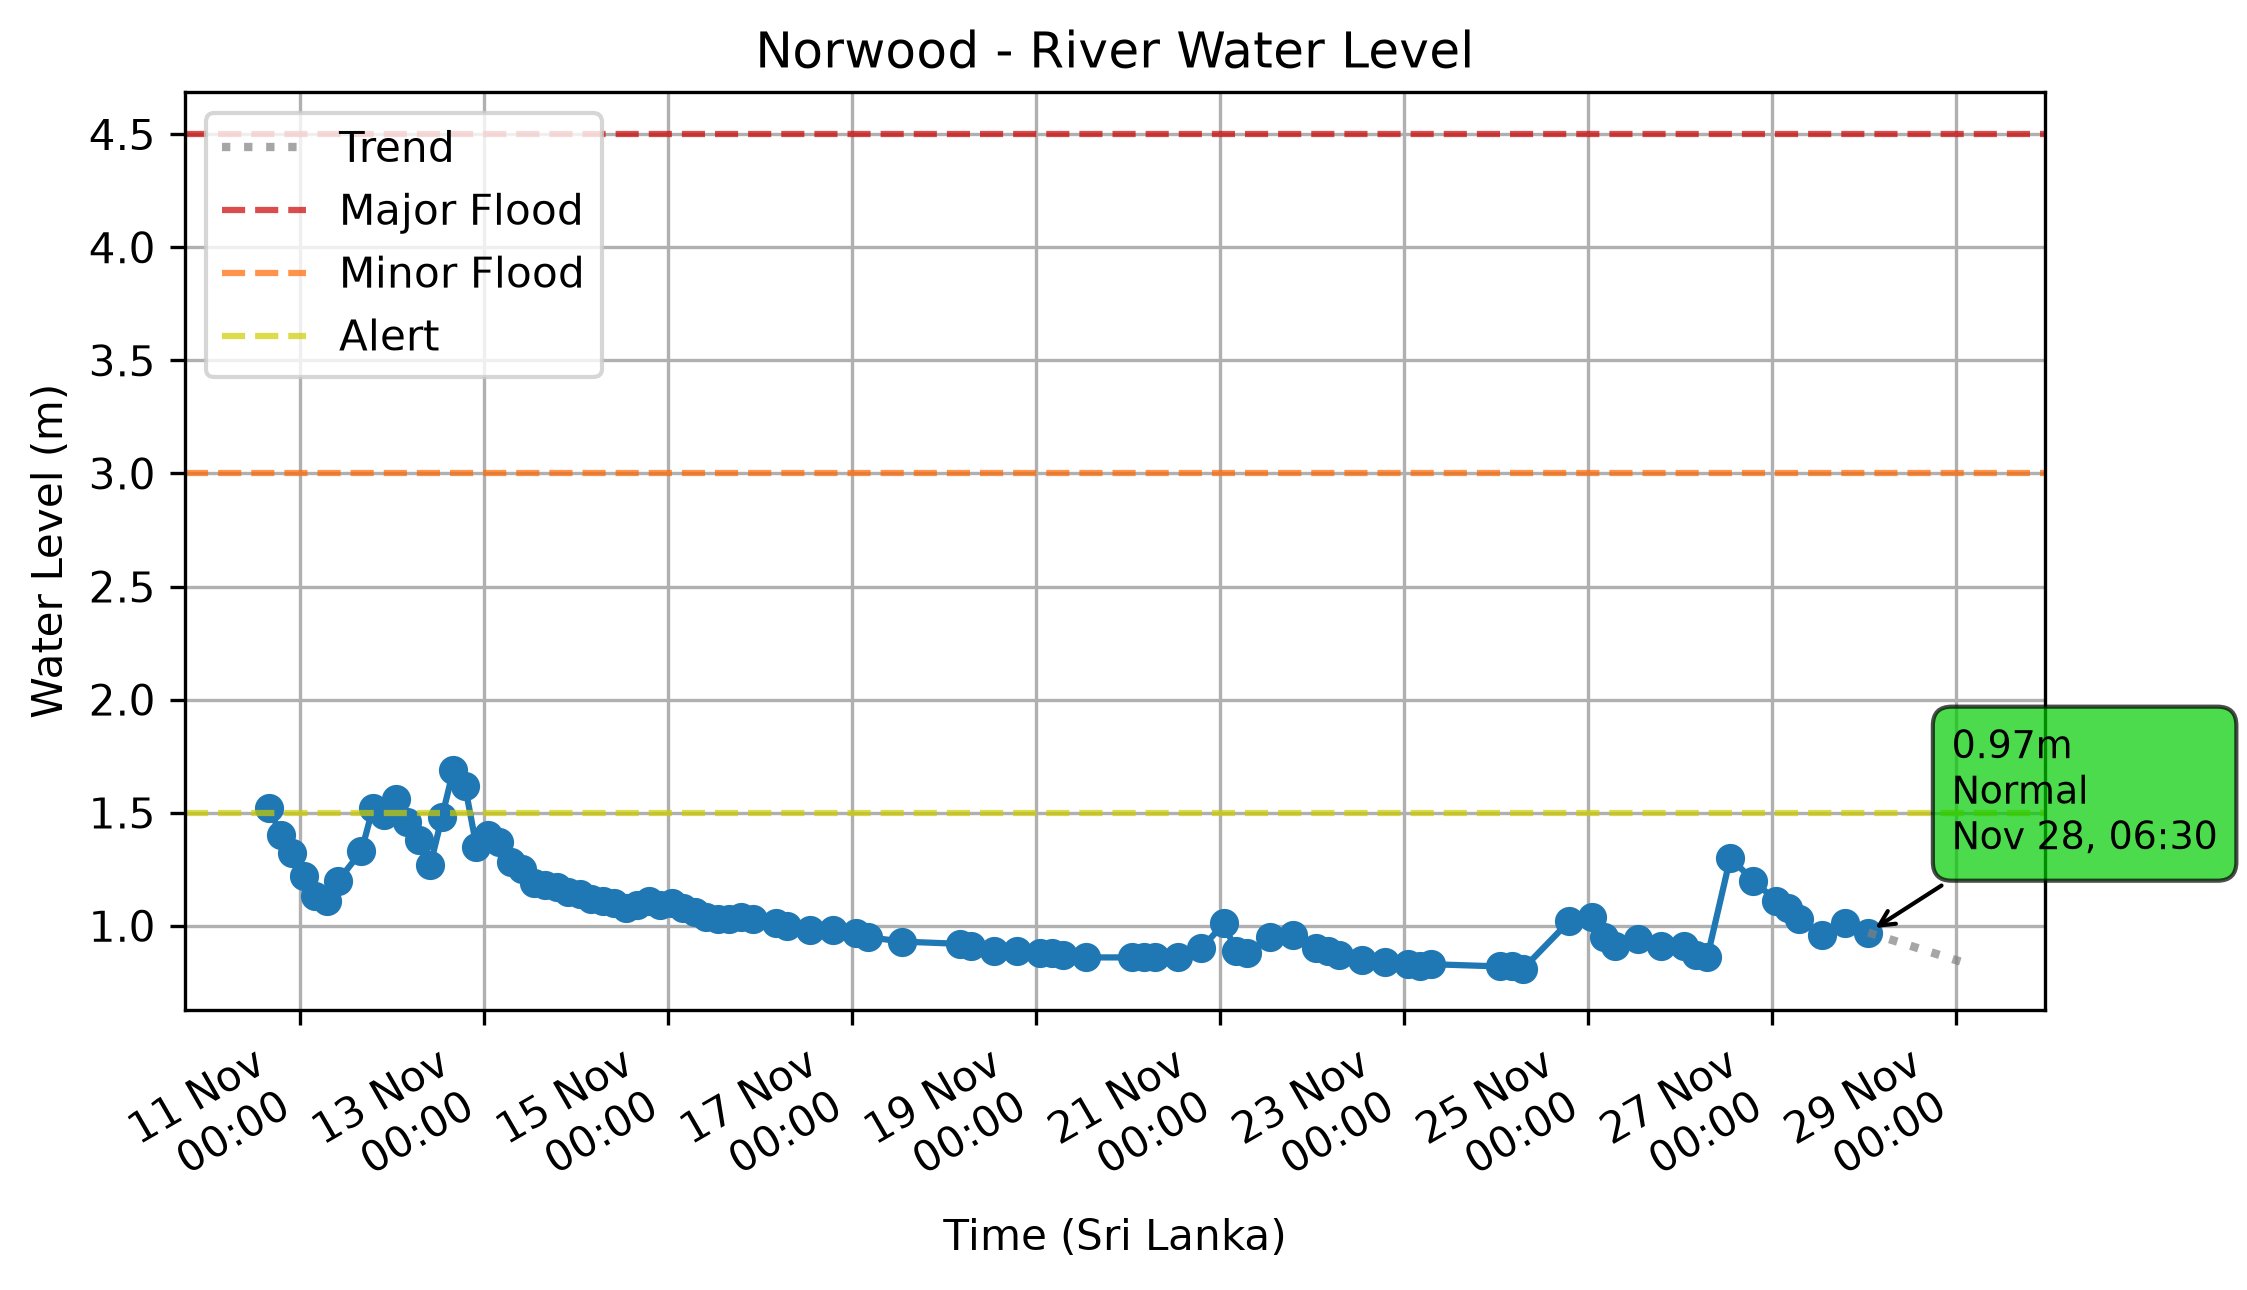 Norwood - River Water Level
Trend
Major Flood
Minor Flood
Alert
4.5
4.0
3.5
3.0
2.5
2.0
1.5
1.0
Water Level (m)
0.97m
Normal
Nov 28, 06:30
11 Nov
00:00
13 Nov
00:00
15 Nov
00:00
17 Nov
00:00
19 Nov
00:00
21 Nov
00:00
23 Nov
00:00
25 Nov
00:00
27 Nov
00:00
29 Nov
00:00
Time (Sri Lanka)